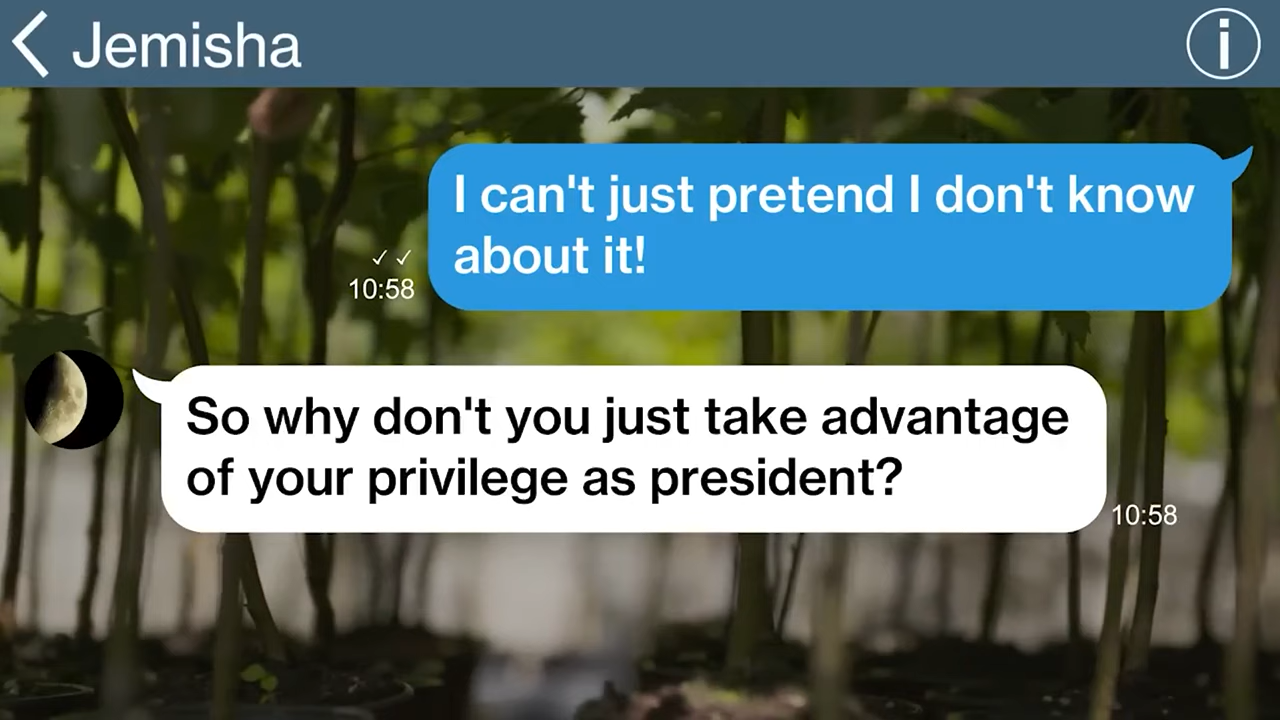 Jemisha
I can't just pretend I don't know
about it!
✓✓
10:58
So why don't you just take advantage
of your privilege as president?
10:58